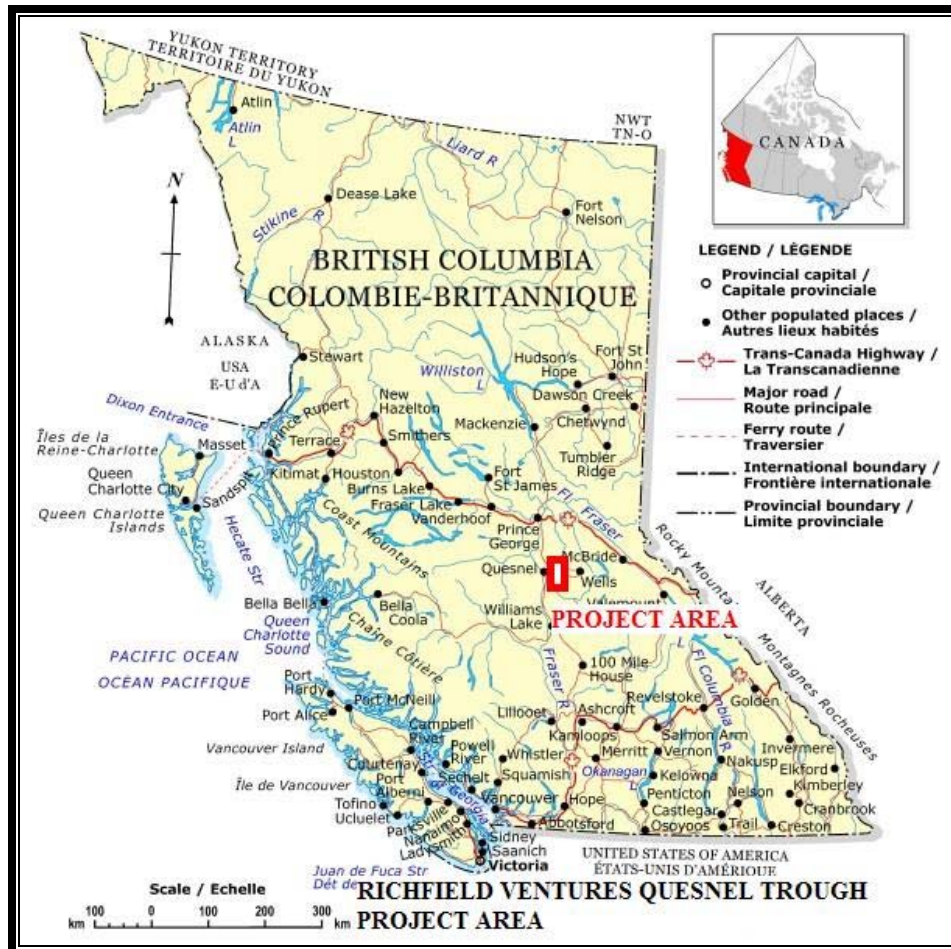 YUKON TERRITORY
TERRITOIRE DU YUKON
Atlin
Atlin
L
NWT
TN-O
Liard R
CANADA
N
Dease Lake
Fort
Nelson
Stikine R
BRITISH COLUMBIA
COLOMBIE-BRITANNIQUE
LEGEND / LÉGENDE
Provincial capital /
Capitale provinciale
Other populated places /
Autres lieux habités
Trans-Canada Highway /
La Transcanadienne
Major road /
Route principale
Ferry route /
Traversier
International boundary /
Frontière internationale
Provincial boundary /
Limite provinciale
ALASKA
USA
E-U d'A
Stewart
Williston
L
Hudson's
Hope
Fort St
John
Dawson Creek
Chetwynd
Mackenzie
Tumbler
Ridge
Dixon Entrance
Prince Rupert
New
Hazelton
Terrace
Smithers
Îles de la
Reine-Charlotte
Masset
Queen
Charlotte City
Sandspit
Queen Charlotte
Islands
Kitimat
Houston
Burns Lake
Fort
St James
Fraser Lake
Vanderhoof
Prince
George
Fl Fraser
Hecate Str
Coast Mountains
Chaîne Côtière
Quesnel
McBride
Wells
Valemount
Rocky Mounta
ALBERTA
Montagnes Rocheuses
Bella Bella
Bella
Coola
Williams
Lake
PROJECT AREA
L
Queen
Charlotte
Sound
PACIFIC OCEAN
OCÉAN PACIFIQUE
100 Mile
House
Fraser R
Fl Columbia R
Port
Hardy
Port McNeill
Port Alice
Lillooet
Ashcroft
Revelstoke
Golden
Kamloops
Salmon Arm
Campbell
River
Powell
River
Whistler
Merritt
Vernon
Nakusp
Invermere
Elkford
Vancouver Island
Île de Vancouver
Courtenay
Sechelt
Squamish
Okanagan
L
Kelowna
Kimberley
Port
Alberni
Str of Georgia
Vancouver
Hope
Penticton
Nelson
Cranbrook
Castlegar
Tofino
Ucluelet
Parksville
Nanaimo
Ladysmith
Abbotsford
Osoyoos
Trail
Creston
Sidney
Saanich
Victoria
UNITED STATES OF AMERICA
ÉTATS-UNIS D'AMÉRIQUE
Juan de Fuca Str
Dét de
RICHFIELD VENTURES QUESNEL TROUGH
PROJECT AREA
Scale / Echelle
100 0 100 200 300
km km